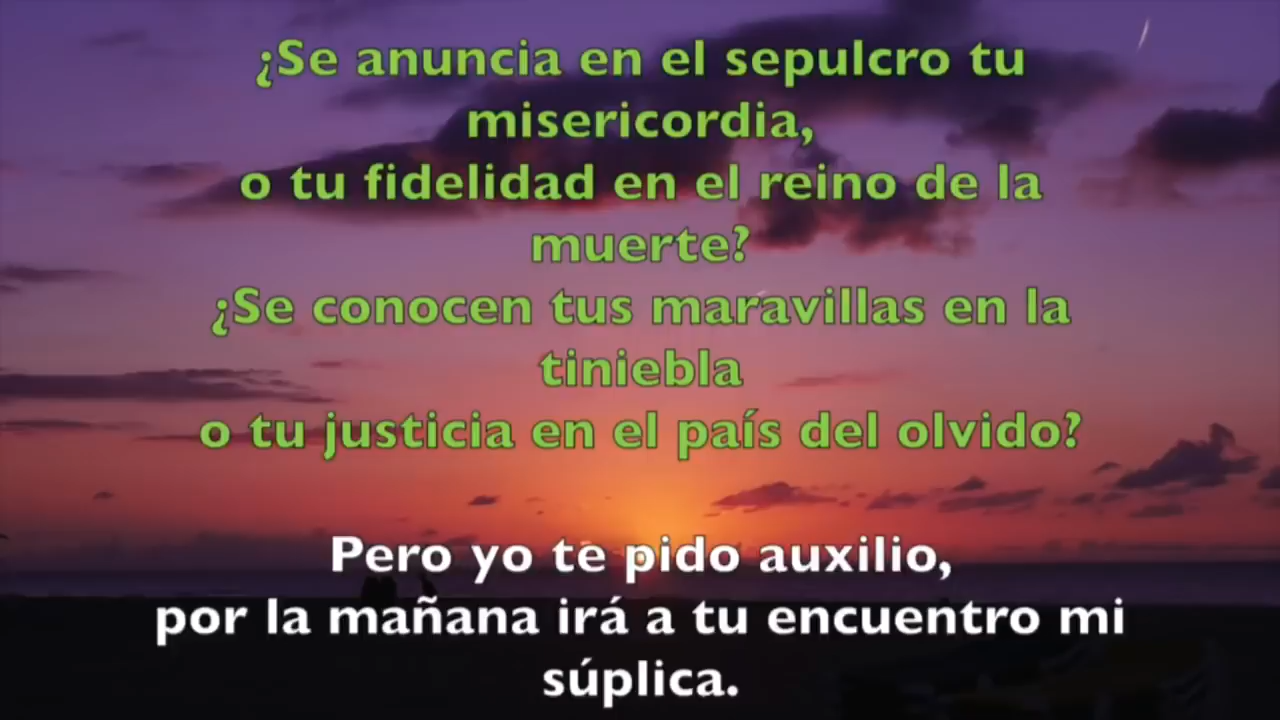 ¿Se anuncia en el sepulcro tu
misericordia,
o tu fidelidad en el reino de la
muerte?
¿Se conocen tus maravillas en la
tiniebla
o tu justicia en el país del olvido?
Pero yo te pido auxilio,
por la mañana irá a tu encuentro mi
súplica.